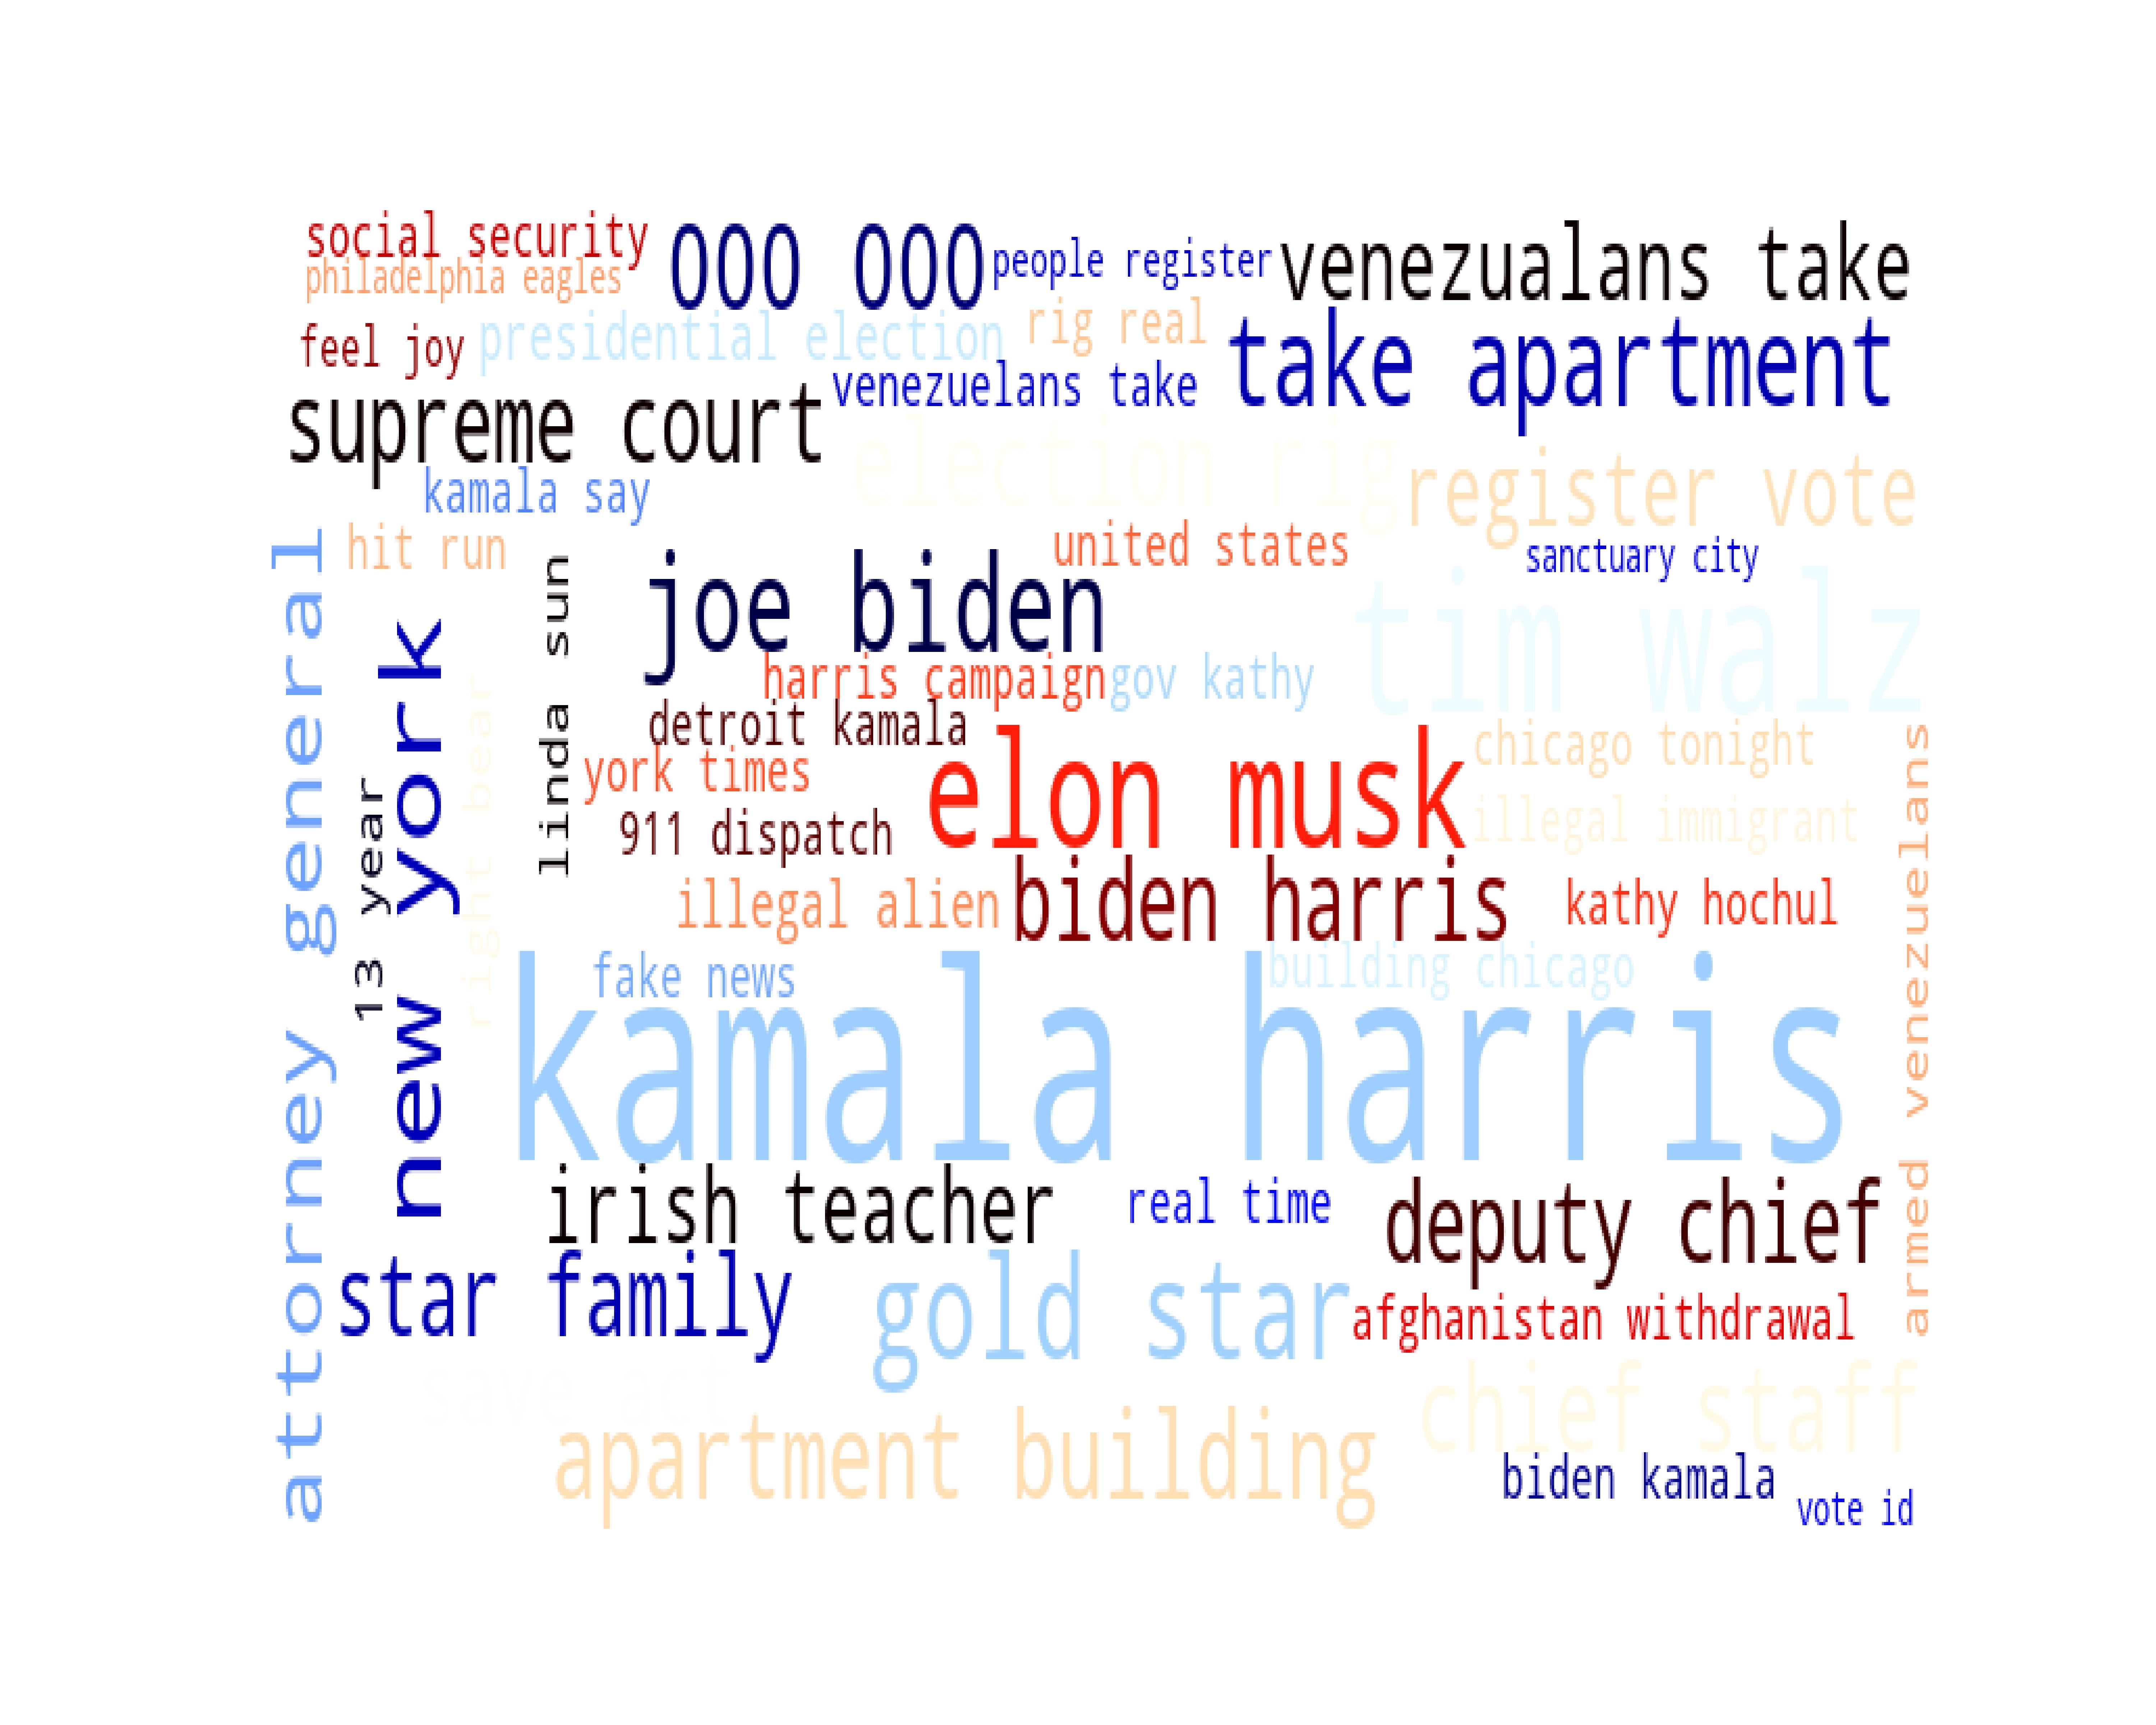 social security
000 000
people register
venezualans take
philadelphia eagles
feel joy
presidential election
rig real
take apartment
venezuelans take
supreme court
election rig
register vote
kamala say
hit run
united states
sanctuary city
joe biden
tim walz
harris campaign
gov kathy
detroit kamala
york times
elon musk
chicago tonight
911 dispatch
illegal immigrant
illegal alien
biden harris
kathy hochul
fake news
building chicago
kamala harris
irish teacher
real time
deputy chief
star family
gold star
afghanistan withdrawal
save act
chief staff
apartment building
biden kamala
vote id
attorney general
13 year
new york
right bear
linda sun
armed venezuelans